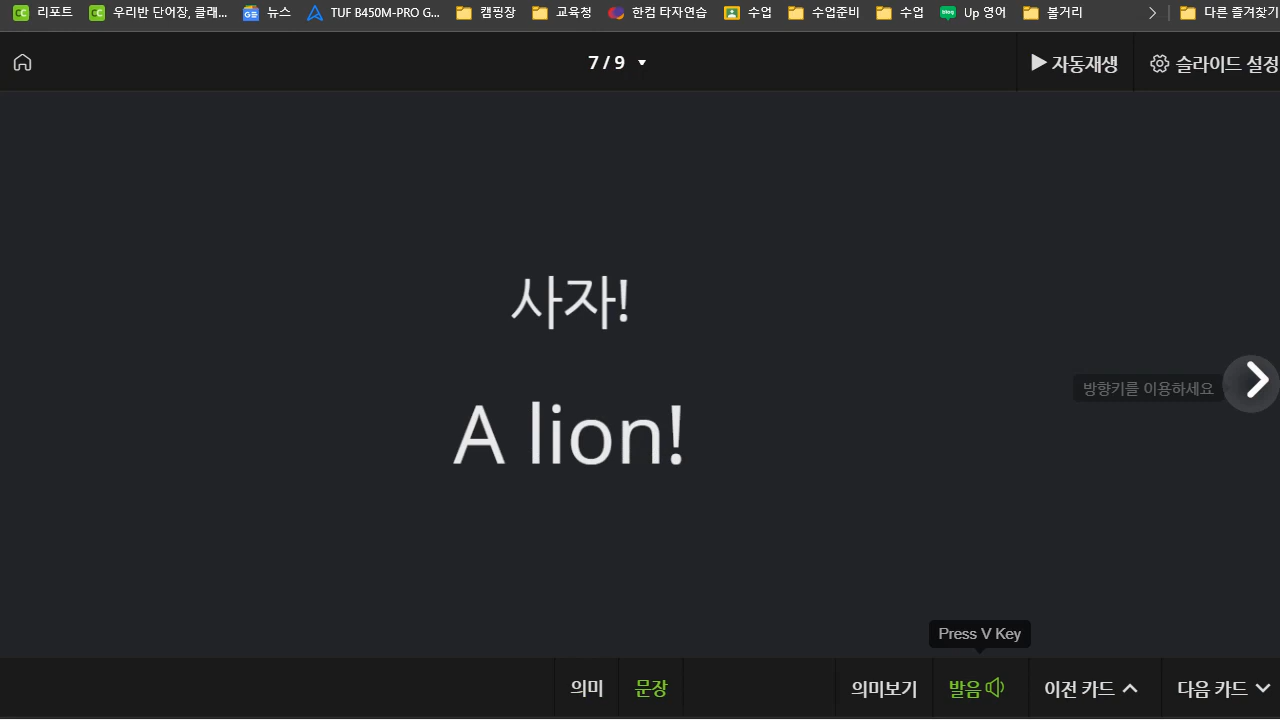 리포트 우리반 단어장, 클래... 뉴스 TUF B450M-PRO G... 캠핑장 교육청 한컴 타자연습 수업 수업준비 수업 Up 영어 볼거리 다른 즐겨찾기
7 / 9 자동재생 슬라이드 설정
사자!
방향키를 이용하세요
A lion!
Press V Key
의미 문장 의미보기 발음 이전 카드 다음 카드